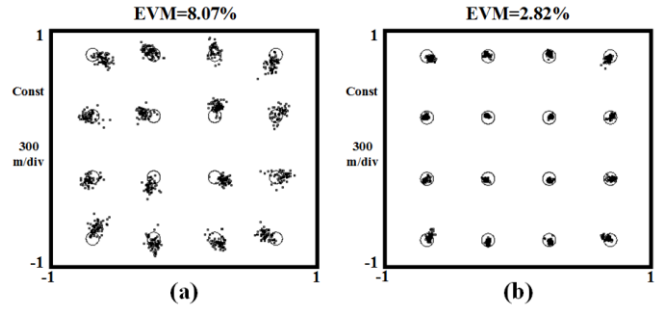 EVM=8.07%
1
Const
300
m/div
-1
-1
1
(a)
EVM=2.82%
1
Const
300
m/div
-1
-1
1
(b)